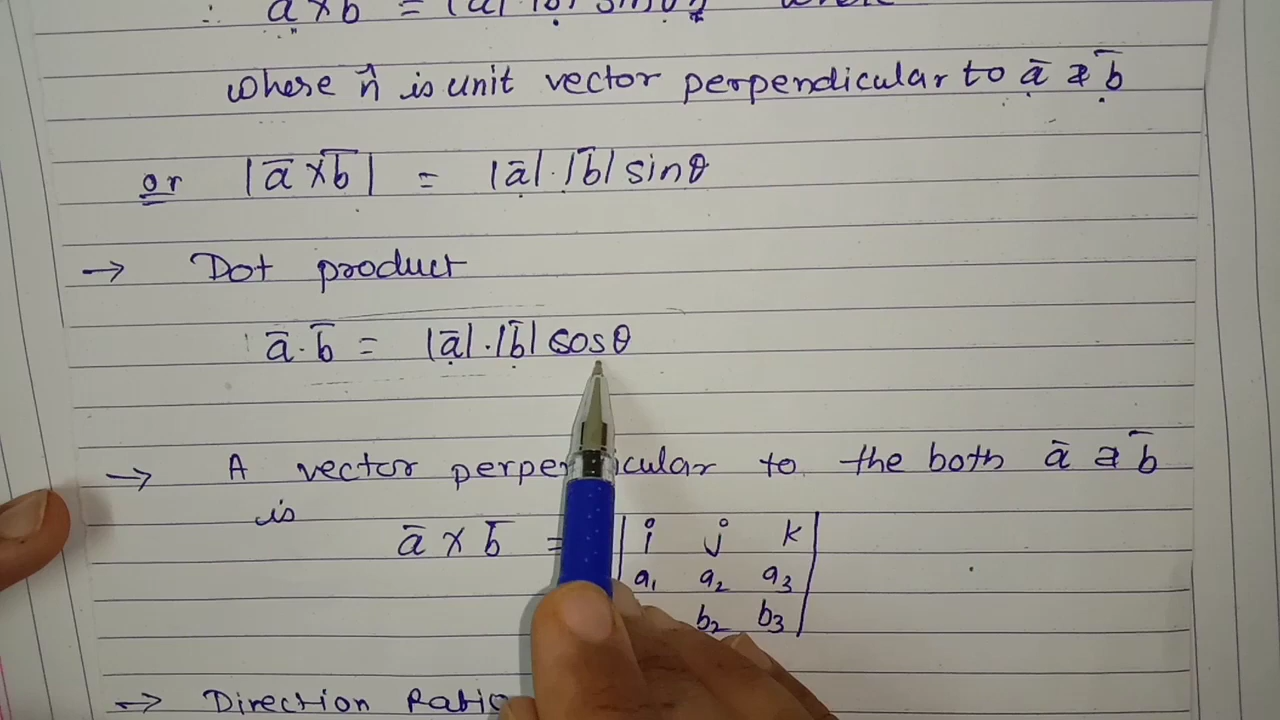 ∴ a̅ × b̅ = |a̅|·|b̅| sinθ
where n̂ is unit vector perpendicular to a̅ & b̅
or |a̅ × b̅| = |a̅|·|b̅| sinθ
→ Dot product
a̅·b̅ = |a̅|·|b̅| cosθ
→ A vector perpendicular to the both a̅ & b̅
is
a̅ × b̅ = | i j k |
a₁ a₂ a₃
b₂ b₃
→ Direction Ratio